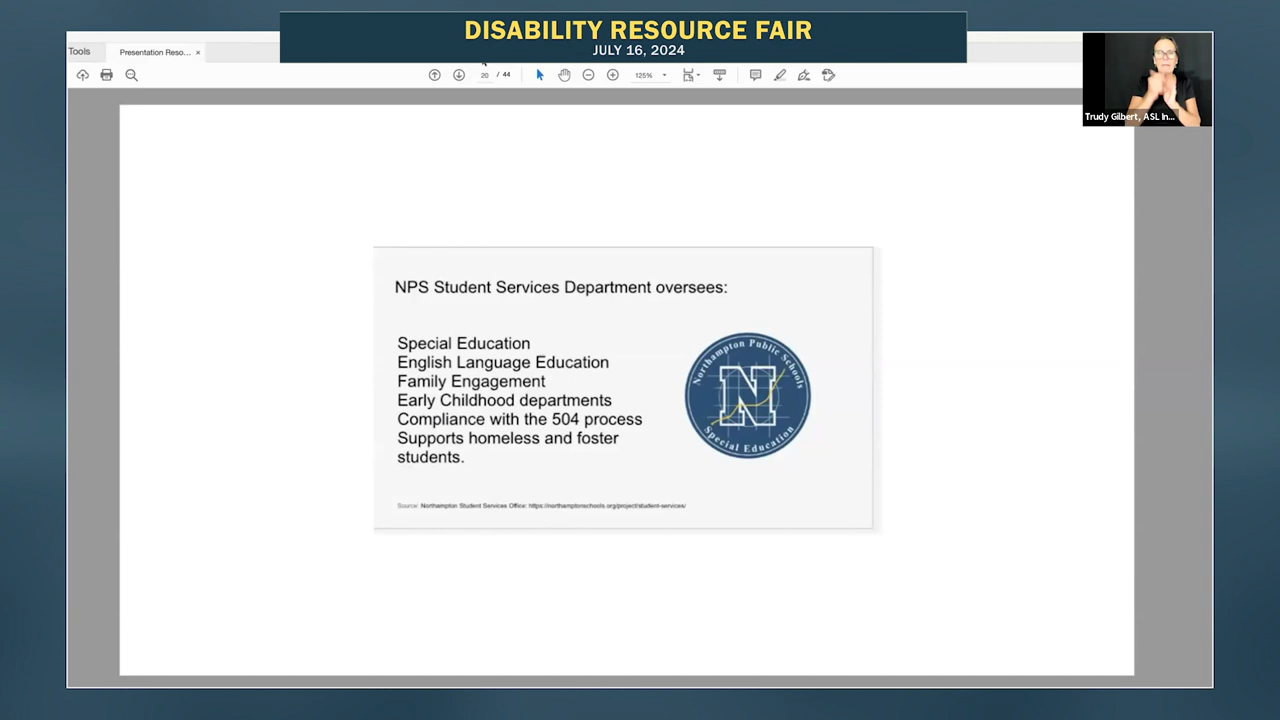 DISABILITY RESOURCE FAIR
JULY 16, 2024
Tools
Presentation Reso... ×
20 / 44
125%
Trudy Gilbert, ASL In...
NPS Student Services Department oversees:
Special Education
English Language Education
Family Engagement
Early Childhood departments
Compliance with the 504 process
Supports homeless and foster
students.
Northampton Public Schools
N
Special Education
Source: Northampton Student Services Office: https://northamptonschools.org/project/student-services/